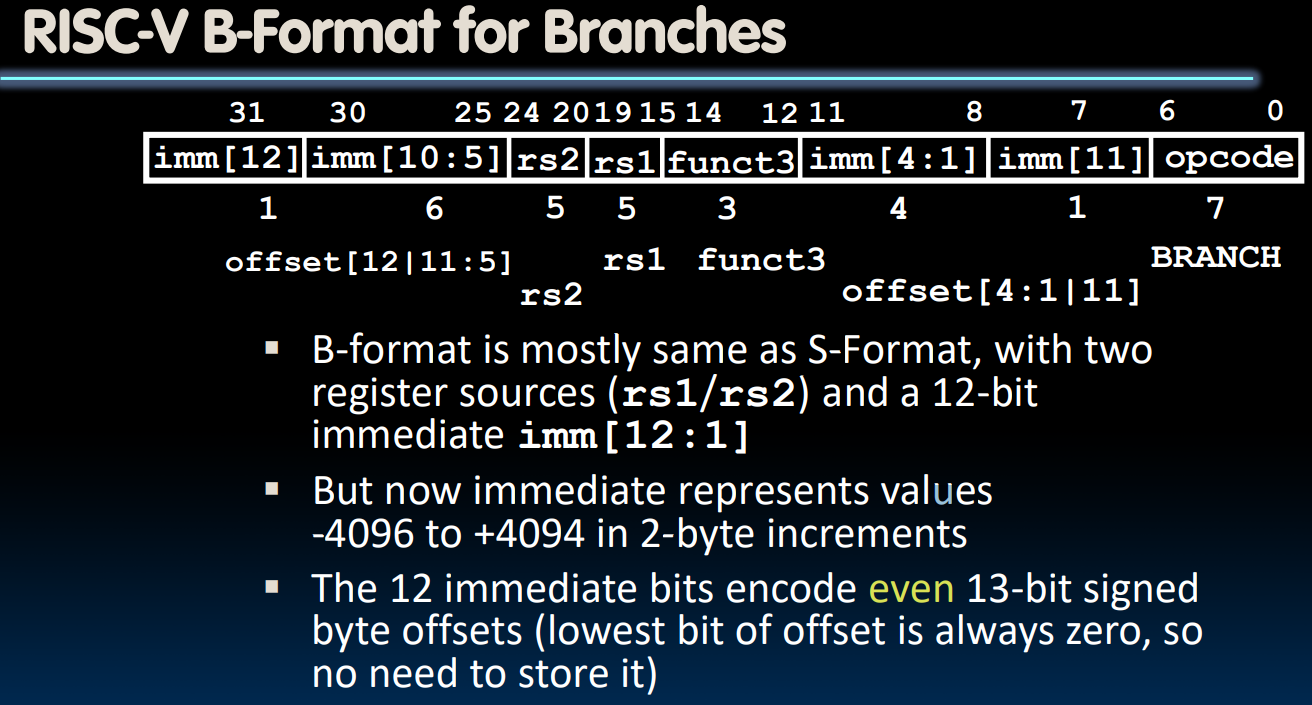 RISC-V B-Format for Branches
31 30 25 24 20 19 15 14 12 11 8 7 6 0
imm[12] imm[10:5] rs2 rs1 funct3 imm[4:1] imm[11] opcode
1 6 5 5 3 4 1 7
offset[12|11:5] rs2 rs1 funct3 offset[4:1|11] BRANCH
▪ B-format is mostly same as S-Format, with two
register sources (rs1/rs2) and a 12-bit
immediate imm[12:1]
▪ But now immediate represents values
-4096 to +4094 in 2-byte increments
▪ The 12 immediate bits encode even 13-bit signed
byte offsets (lowest bit of offset is always zero, so
no need to store it)